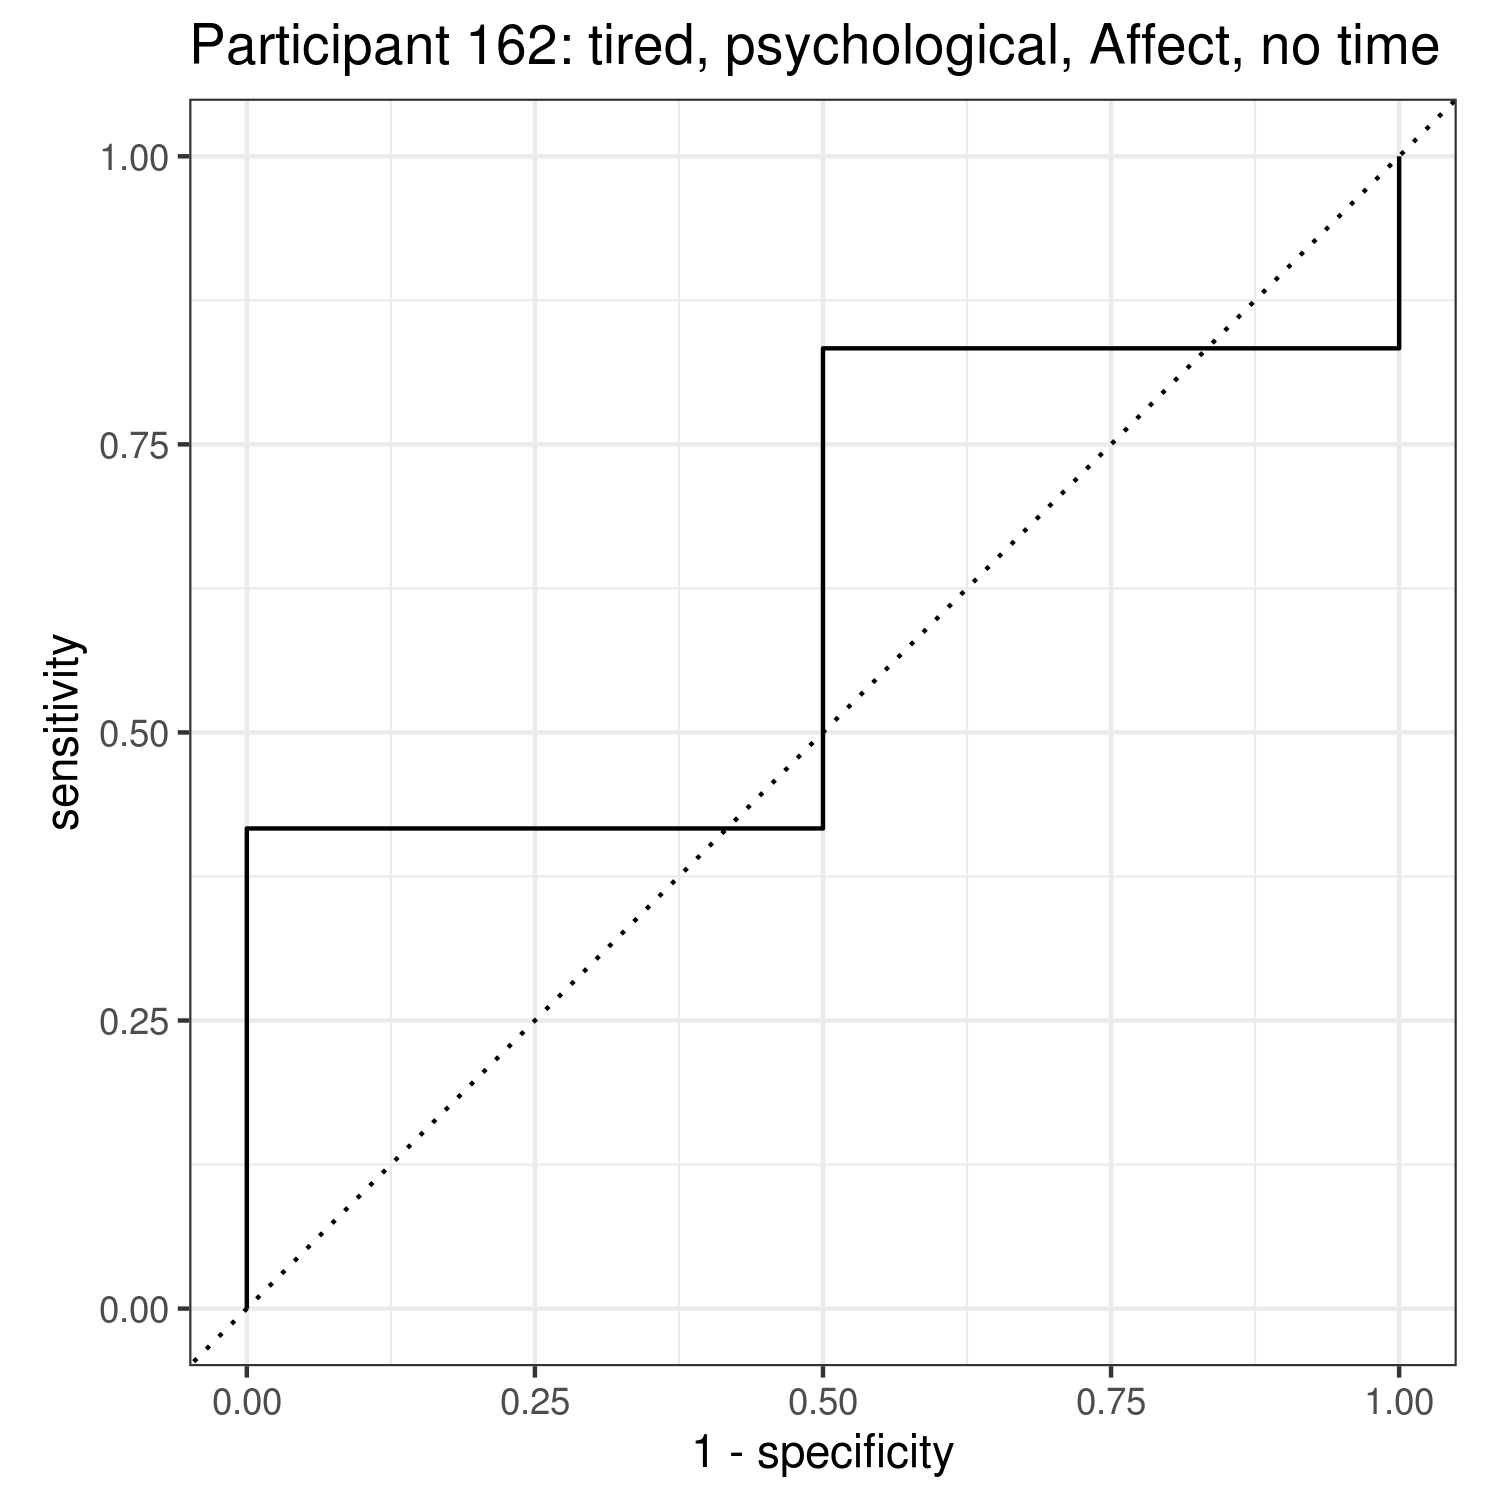 Participant 162: tired, psychological, Affect, no time
1.00
0.75
0.50
0.25
0.00
sensitivity
0.00 0.25 0.50 0.75 1.00
1 - specificity